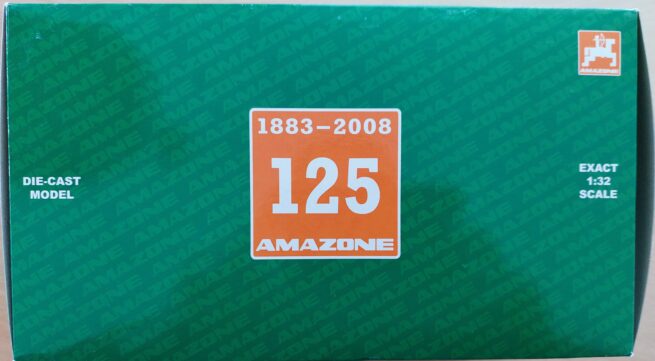 AMAZONE
1883-2008
125
AMAZONE
DIE-CAST
MODEL
EXACT
1:32
SCALE